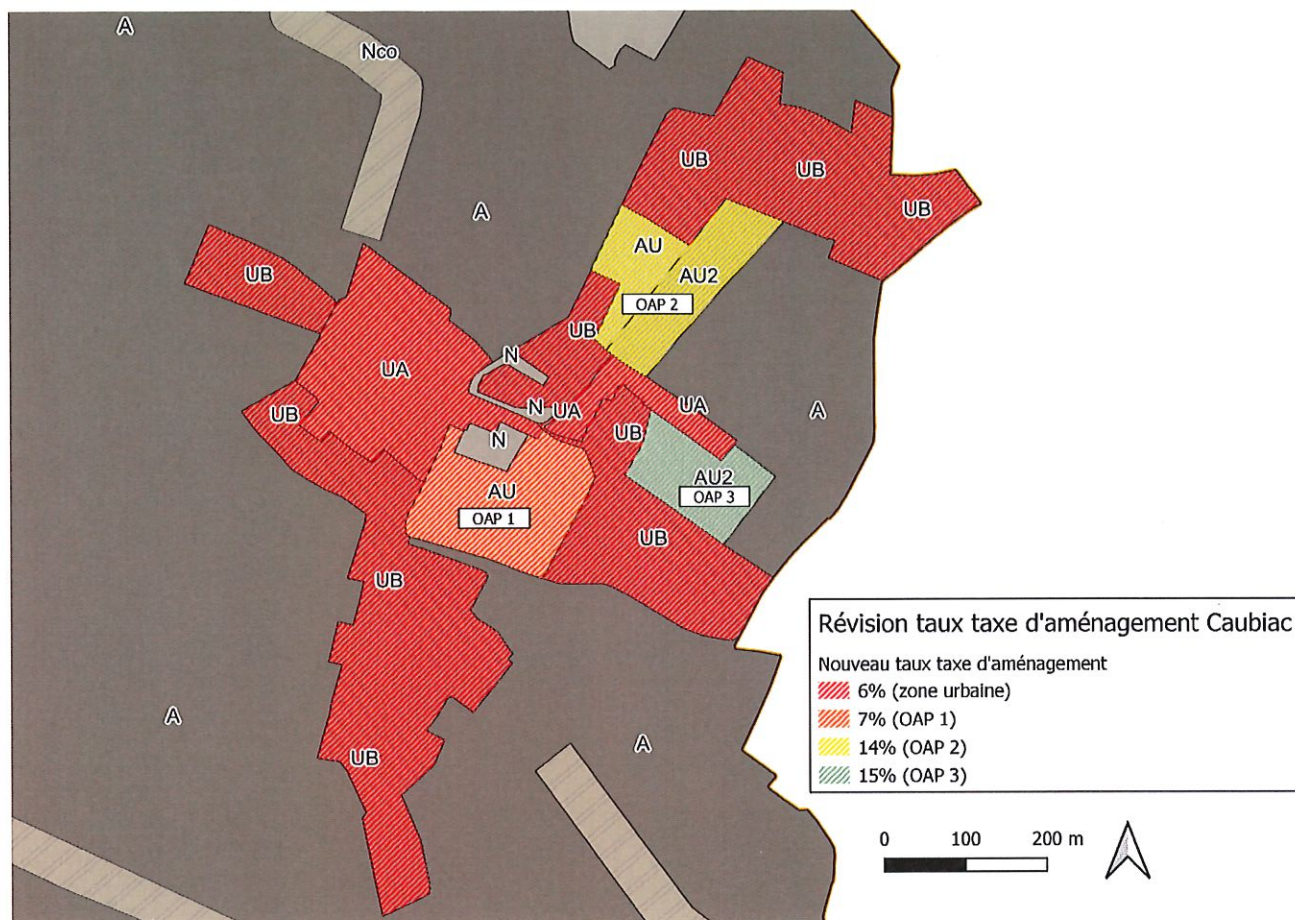 A
Nco
UB
UB
UB
A
AU
AU2
OAP 2
UB
UB
N
UA
UA
N
UA
UB
UB
A
N
AU2
OAP 3
AU
OAP 1
UB
UB
A
A
UB
Révision taux taxe d'aménagement Caubiac
Nouveau taux taxe d'aménagement
6% (zone urbaine)
7% (OAP 1)
14% (OAP 2)
15% (OAP 3)
0 100 200 m